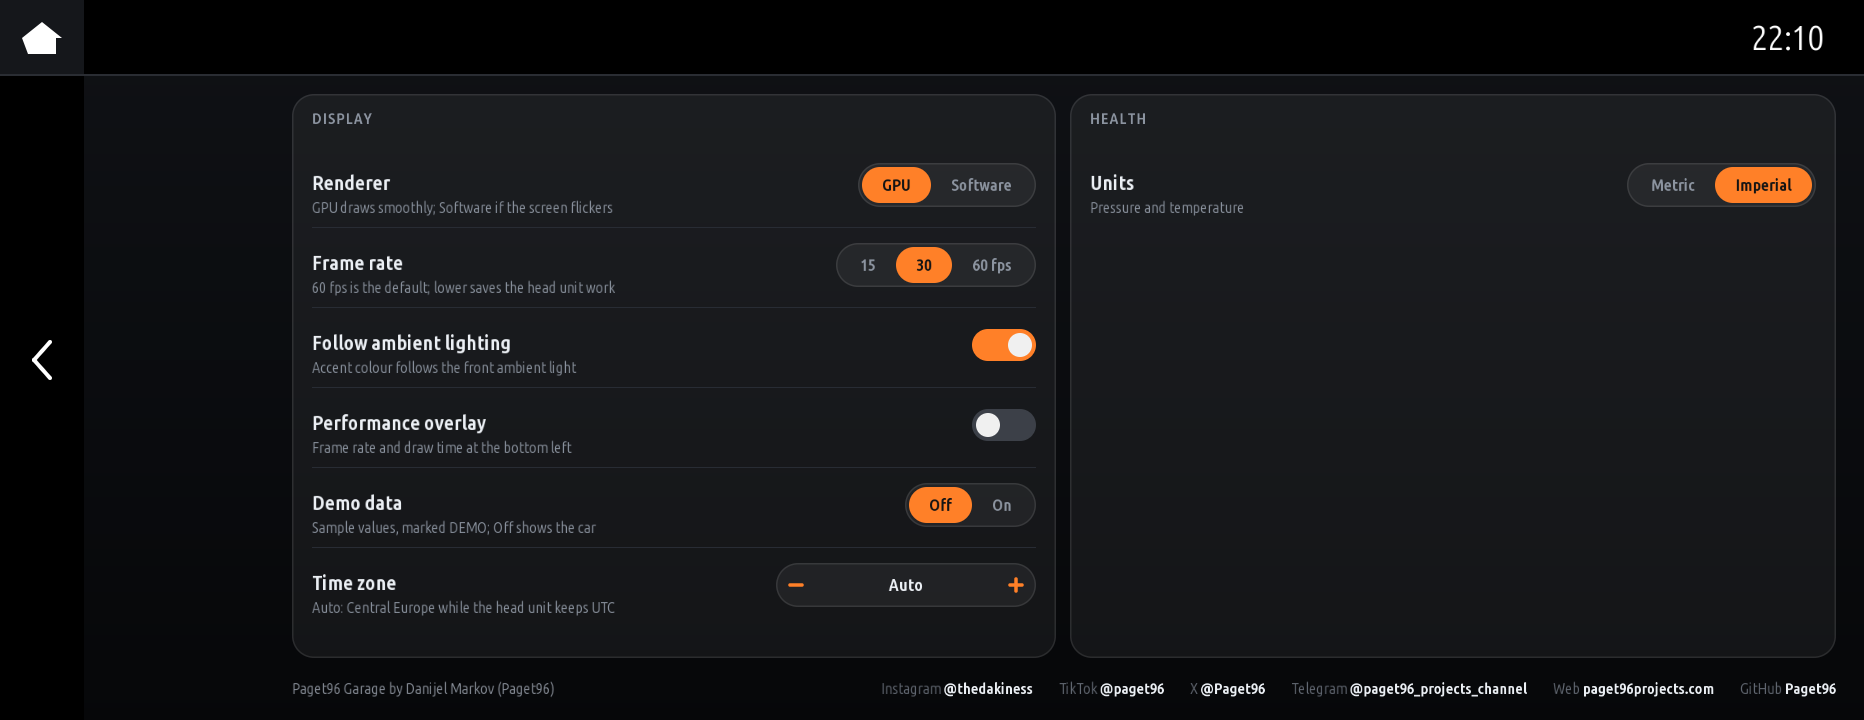 22:10
DISPLAY
Renderer
GPU draws smoothly; Software if the screen flickers
GPU Software
Frame rate
60 fps is the default; lower saves the head unit work
15 30 60 fps
Follow ambient lighting
Accent colour follows the front ambient light
Performance overlay
Frame rate and draw time at the bottom left
Demo data
Sample values, marked DEMO; Off shows the car
Off On
Time zone
Auto: Central Europe while the head unit keeps UTC
− Auto +
HEALTH
Units
Pressure and temperature
Metric Imperial
Paget96 Garage by Danijel Markov (Paget96)
Instagram @thedakiness TikTok @paget96 X @Paget96 Telegram @paget96_projects_channel Web paget96projects.com GitHub Paget96